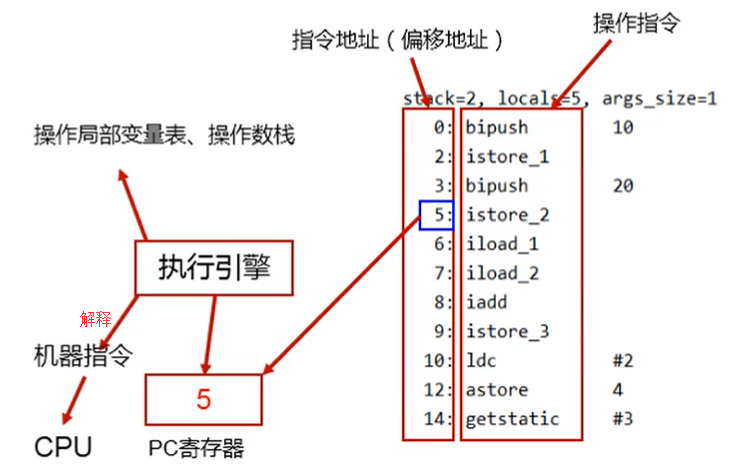 操作指令
指令地址（偏移地址）
stack=2, locals=5, args_size=1
0: bipush 10
2: istore_1
3: bipush 20
5: istore_2
6: iload_1
7: iload_2
8: iadd
9: istore_3
10: ldc #2
12: astore 4
14: getstatic #3
操作局部变量表、操作数栈
执行引擎
解释
机器指令
5
CPU
PC寄存器